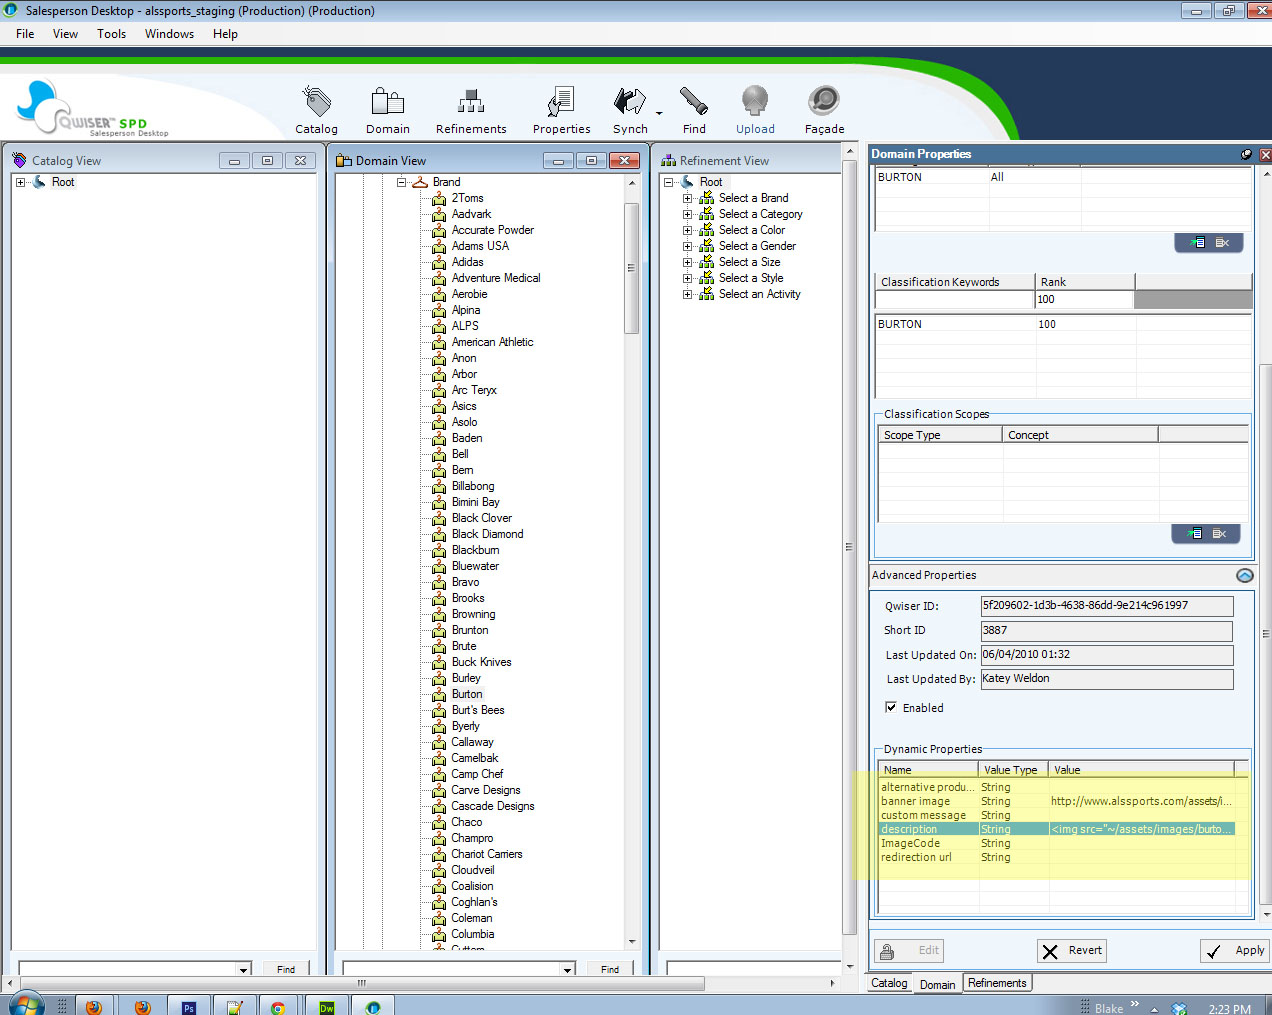 Salesperson Desktop - alssports_staging (Production) (Production)
File View Tools Windows Help
QWISER™ SPD
Salesperson Desktop
Catalog Domain Refinements Properties Synch Find Upload Façade
Catalog View
Root
Find
Domain View
Brand
2Toms
Aadvark
Accurate Powder
Adams USA
Adidas
Adventure Medical
Aerobie
Alpina
ALPS
American Athletic
Anon
Arbor
Arc Teryx
Asics
Asolo
Baden
Bell
Bern
Billabong
Bimini Bay
Black Clover
Black Diamond
Blackburn
Bluewater
Bravo
Brooks
Browning
Brunton
Brute
Buck Knives
Burley
Burton
Burt's Bees
Byerly
Callaway
Camelbak
Camp Chef
Carve Designs
Cascade Designs
Chaco
Champro
Chariot Carriers
Cloudveil
Coalision
Coghlan's
Coleman
Columbia
Find
Refinement View
Root
Select a Brand
Select a Category
Select a Color
Select a Gender
Select a Size
Select a Style
Select an Activity
Domain Properties
BURTON All
Classification Keywords Rank
100
BURTON 100
Classification Scopes
Scope Type Concept
Advanced Properties
Qwiser ID: 5f209602-1d3b-4638-86dd-9e214c961997
Short ID 3887
Last Updated On: 06/04/2010 01:32
Last Updated By: Katey Weldon
Enabled
Dynamic Properties
Name Value Type Value
alternative produ... String
banner image String http://www.alssports.com/assets/i...
custom message String
description String <img src="~/assets/images/burto...
ImageCode String
redirection url String
Edit Revert Apply
Catalog Domain Refinements
Ps Dw Blake » 2:23 PM